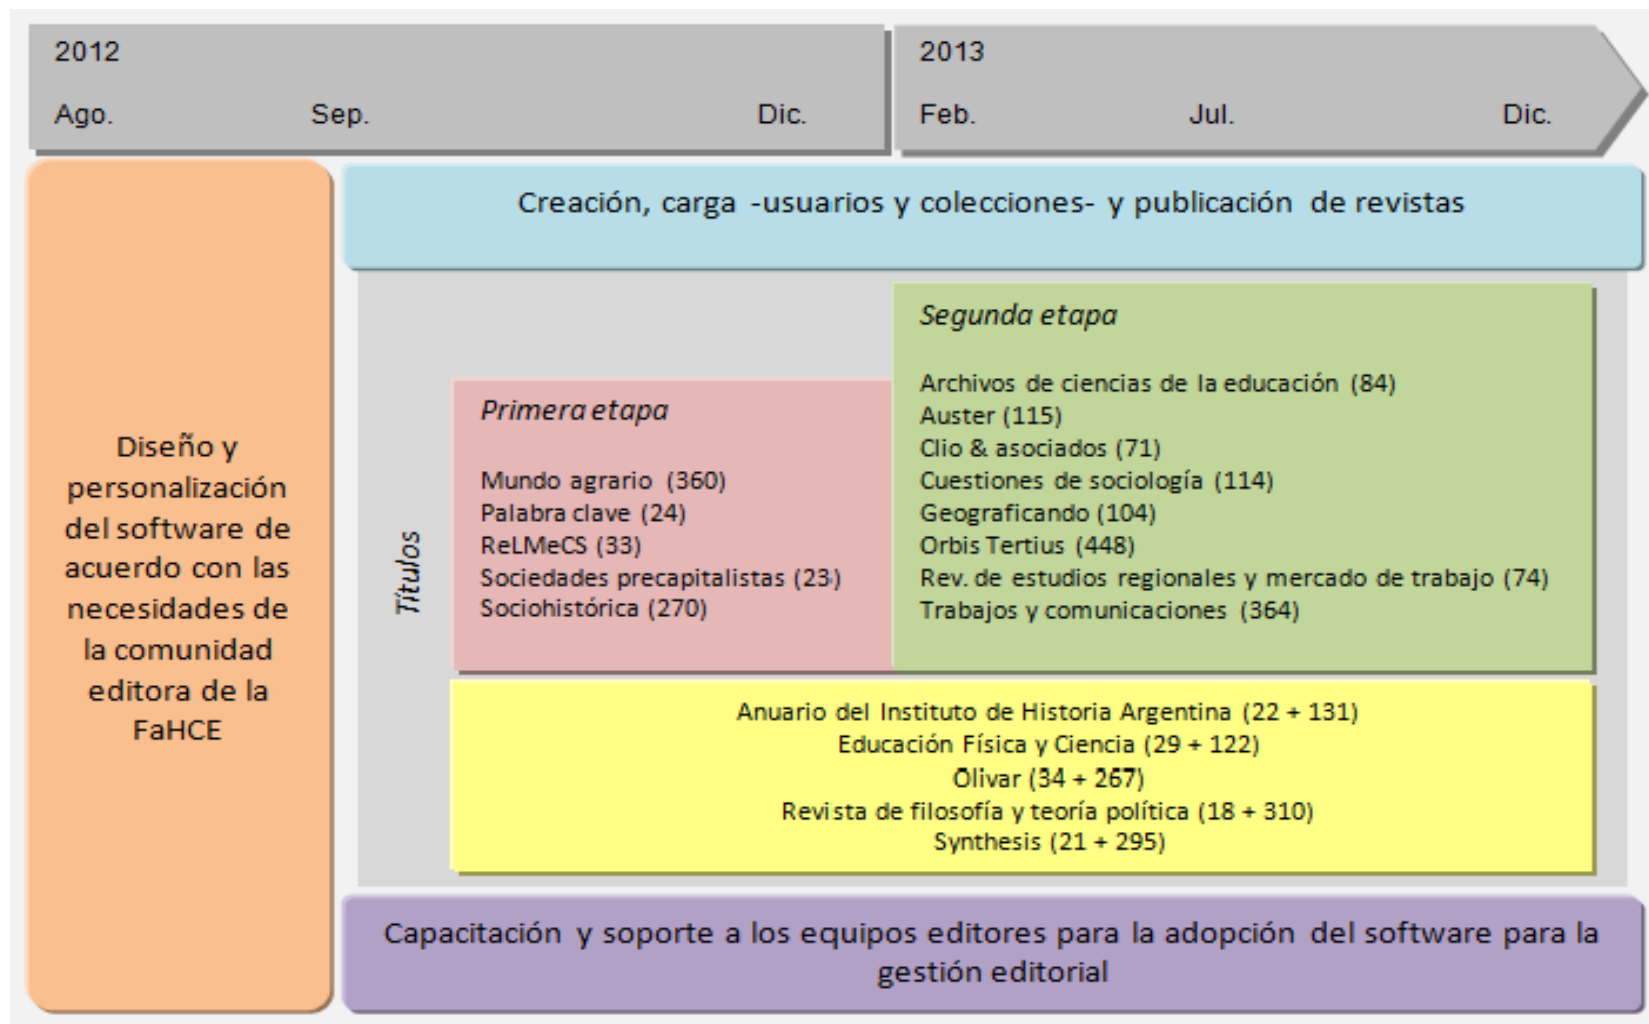 2012
2013
Ago.
Sep.
Dic.
Feb.
Jul.
Dic.
Diseño y
personalización
del software de
acuerdo con las
necesidades de
la comunidad
editora de la
FaHCE
Creación, carga -usuarios y colecciones- y publicación de revistas
Títulos
Primera etapa
Mundo agrario (360)
Palabra clave (24)
ReLMeCS (33)
Sociedades precapitalistas (23)
Sociohistórica (270)
Segunda etapa
Archivos de ciencias de la educación (84)
Auster (115)
Clio & asociados (71)
Cuestiones de sociología (114)
Geograficando (104)
Orbis Tertius (448)
Rev. de estudios regionales y mercado de trabajo (74)
Trabajos y comunicaciones (364)
Anuario del Instituto de Historia Argentina (22 + 131)
Educación Física y Ciencia (29 + 122)
Olivar (34 + 267)
Revista de filosofía y teoría política (18 + 310)
Synthesis (21 + 295)
Capacitación y soporte a los equipos editores para la adopción del software para la
gestión editorial